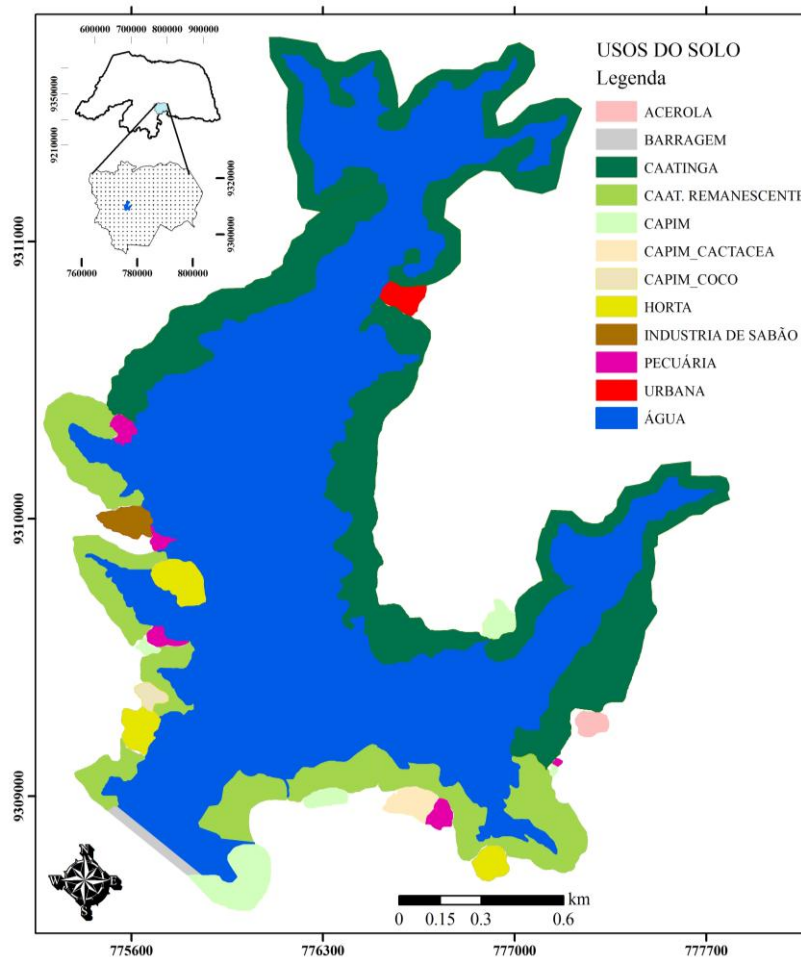 600000 700000 800000 900000
9350000
9210000
9320000
9300000
760000 780000 800000
USOS DO SOLO
Legenda
ACEROLA
BARRAGEM
CAATINGA
CAAT. REMANESCENTE
CAPIM
CAPIM_CACTACEA
CAPIM_COCO
HORTA
INDUSTRIA DE SABÃO
PECUÁRIA
URBANA
ÁGUA
9311000
9310000
9309000
N
W E
S
km
0 0.15 0.3 0.6
775600 776300 777000 777700